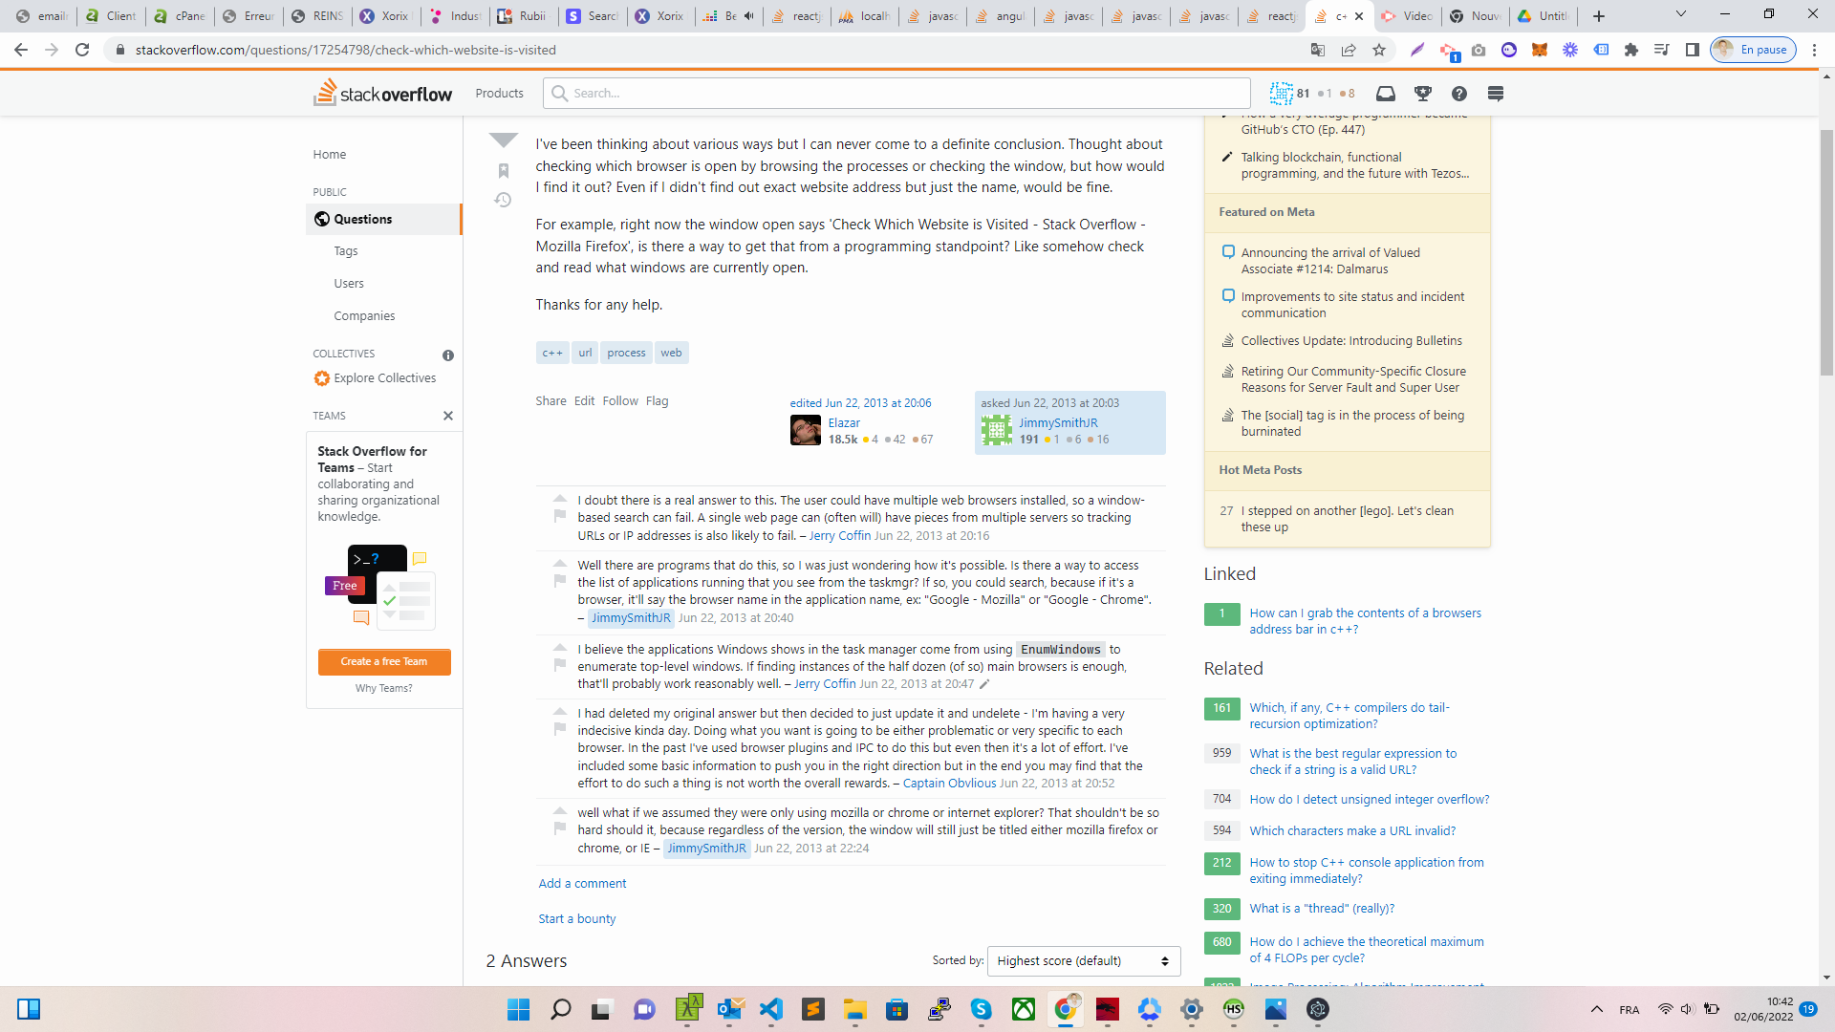 email
Client
cPane
Erreur
REINS
Xorix
Indust
Rubii
Search
Xorix
Be
reactj
localh
javasc
angul
javasc
javasc
javasc
reactj
c+
Video
Nouv
Untitl
stackoverflow.com/questions/17254798/check-which-website-is-visited
1
En pause
stackoverflow
Products
Search...
81 1 8
Home
PUBLIC
Questions
Tags
Users
Companies
COLLECTIVES
Explore Collectives
TEAMS
Stack Overflow for
Teams – Start
collaborating and
sharing organizational
knowledge.
>_?
Free
Create a free Team
Why Teams?
I've been thinking about various ways but I can never come to a definite conclusion. Thought about
checking which browser is open by browsing the processes or checking the window, but how would
I find it out? Even if I didn't find out exact website address but just the name, would be fine.
For example, right now the window open says 'Check Which Website is Visited - Stack Overflow -
Mozilla Firefox', is there a way to get that from a programming standpoint? Like somehow check
and read what windows are currently open.
Thanks for any help.
c++ url process web
Share Edit Follow Flag
edited Jun 22, 2013 at 20:06
Elazar
18.5k 4 42 67
asked Jun 22, 2013 at 20:03
JimmySmithJR
191 1 6 16
I doubt there is a real answer to this. The user could have multiple web browsers installed, so a window-
based search can fail. A single web page can (often will) have pieces from multiple servers so tracking
URLs or IP addresses is also likely to fail. – Jerry Coffin Jun 22, 2013 at 20:16
Well there are programs that do this, so I was just wondering how it's possible. Is there a way to access
the list of applications running that you see from the taskmgr? If so, you could search, because if it's a
browser, it'll say the browser name in the application name, ex: "Google - Mozilla" or "Google - Chrome".
– JimmySmithJR Jun 22, 2013 at 20:40
I believe the applications Windows shows in the task manager come from using EnumWindows to
enumerate top-level windows. If finding instances of the half dozen (of so) main browsers is enough,
that'll probably work reasonably well. – Jerry Coffin Jun 22, 2013 at 20:47
I had deleted my original answer but then decided to just update it and undelete - I'm having a very
indecisive kinda day. Doing what you want is going to be either problematic or very specific to each
browser. In the past I've used browser plugins and IPC to do this but even then it's a lot of effort. I've
included some basic information to push you in the right direction but in the end you may find that the
effort to do such a thing is not worth the overall rewards. – Captain Obvlious Jun 22, 2013 at 20:52
well what if we assumed they were only using mozilla or chrome or internet explorer? That shouldn't be so
hard should it, because regardless of the version, the window will still just be titled either mozilla firefox or
chrome, or IE – JimmySmithJR Jun 22, 2013 at 22:24
Add a comment
Start a bounty
2 Answers
Sorted by: Highest score (default)
How a very average programmer became
GitHub's CTO (Ep. 447)
Talking blockchain, functional
programming, and the future with Tezos...
Featured on Meta
Announcing the arrival of Valued
Associate #1214: Dalmarus
Improvements to site status and incident
communication
Collectives Update: Introducing Bulletins
Retiring Our Community-Specific Closure
Reasons for Server Fault and Super User
The [social] tag is in the process of being
burninated
Hot Meta Posts
27 I stepped on another [lego]. Let's clean
these up
Linked
1 How can I grab the contents of a browsers
address bar in c++?
Related
161 Which, if any, C++ compilers do tail-
recursion optimization?
959 What is the best regular expression to
check if a string is a valid URL?
704 How do I detect unsigned integer overflow?
594 Which characters make a URL invalid?
212 How to stop C++ console application from
exiting immediately?
320 What is a "thread" (really)?
680 How do I achieve the theoretical maximum
of 4 FLOPs per cycle?
Image Processing: Algorithm Improvement
FRA
10:42
02/06/2022
19